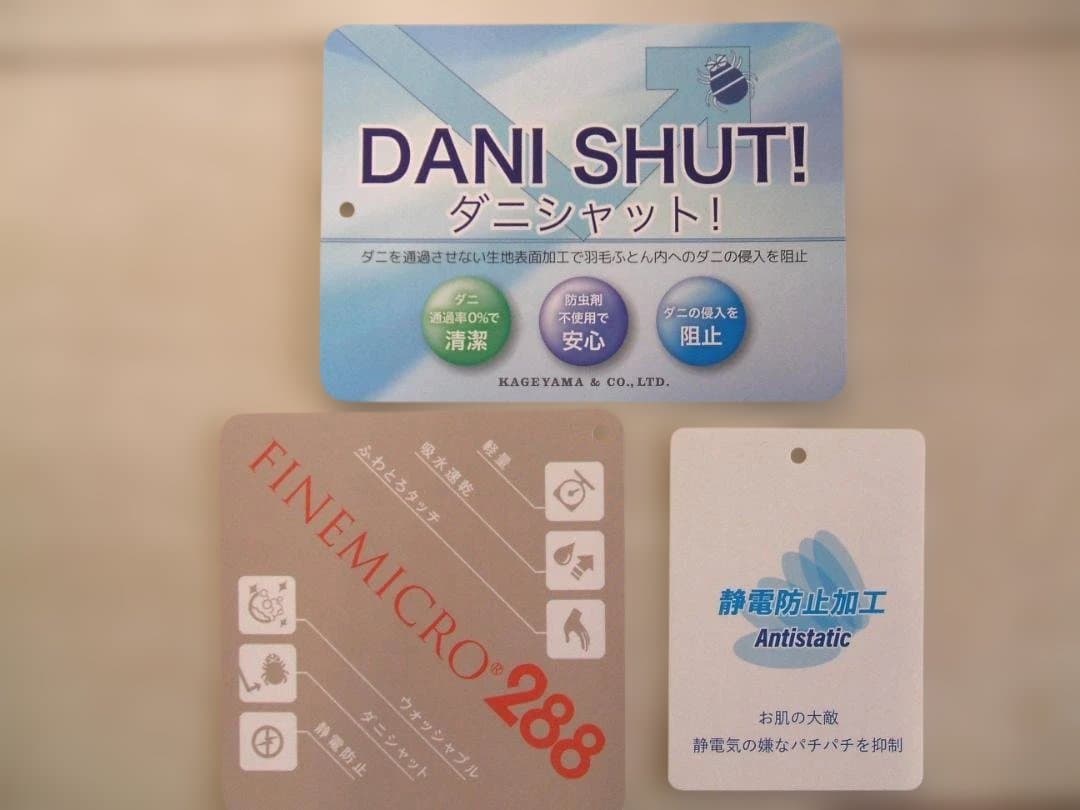 DANI SHUT!
ダニシャット!
ダニを通過させない生地表面加工で羽毛ふとん内へのダニの侵入を阻止
ダニ
通過率0%で
清潔
防虫剤
不使用で
安心
ダニの侵入を
阻止
KAGEYAMA & CO., LTD.
軽量
吸水速乾
ふわとろタッチ
FINEMICRO® 288
ウォッシャブル
ダニシャット
静電防止
静電防止加工
Antistatic
お肌の大敵
静電気の嫌なパチパチを抑制